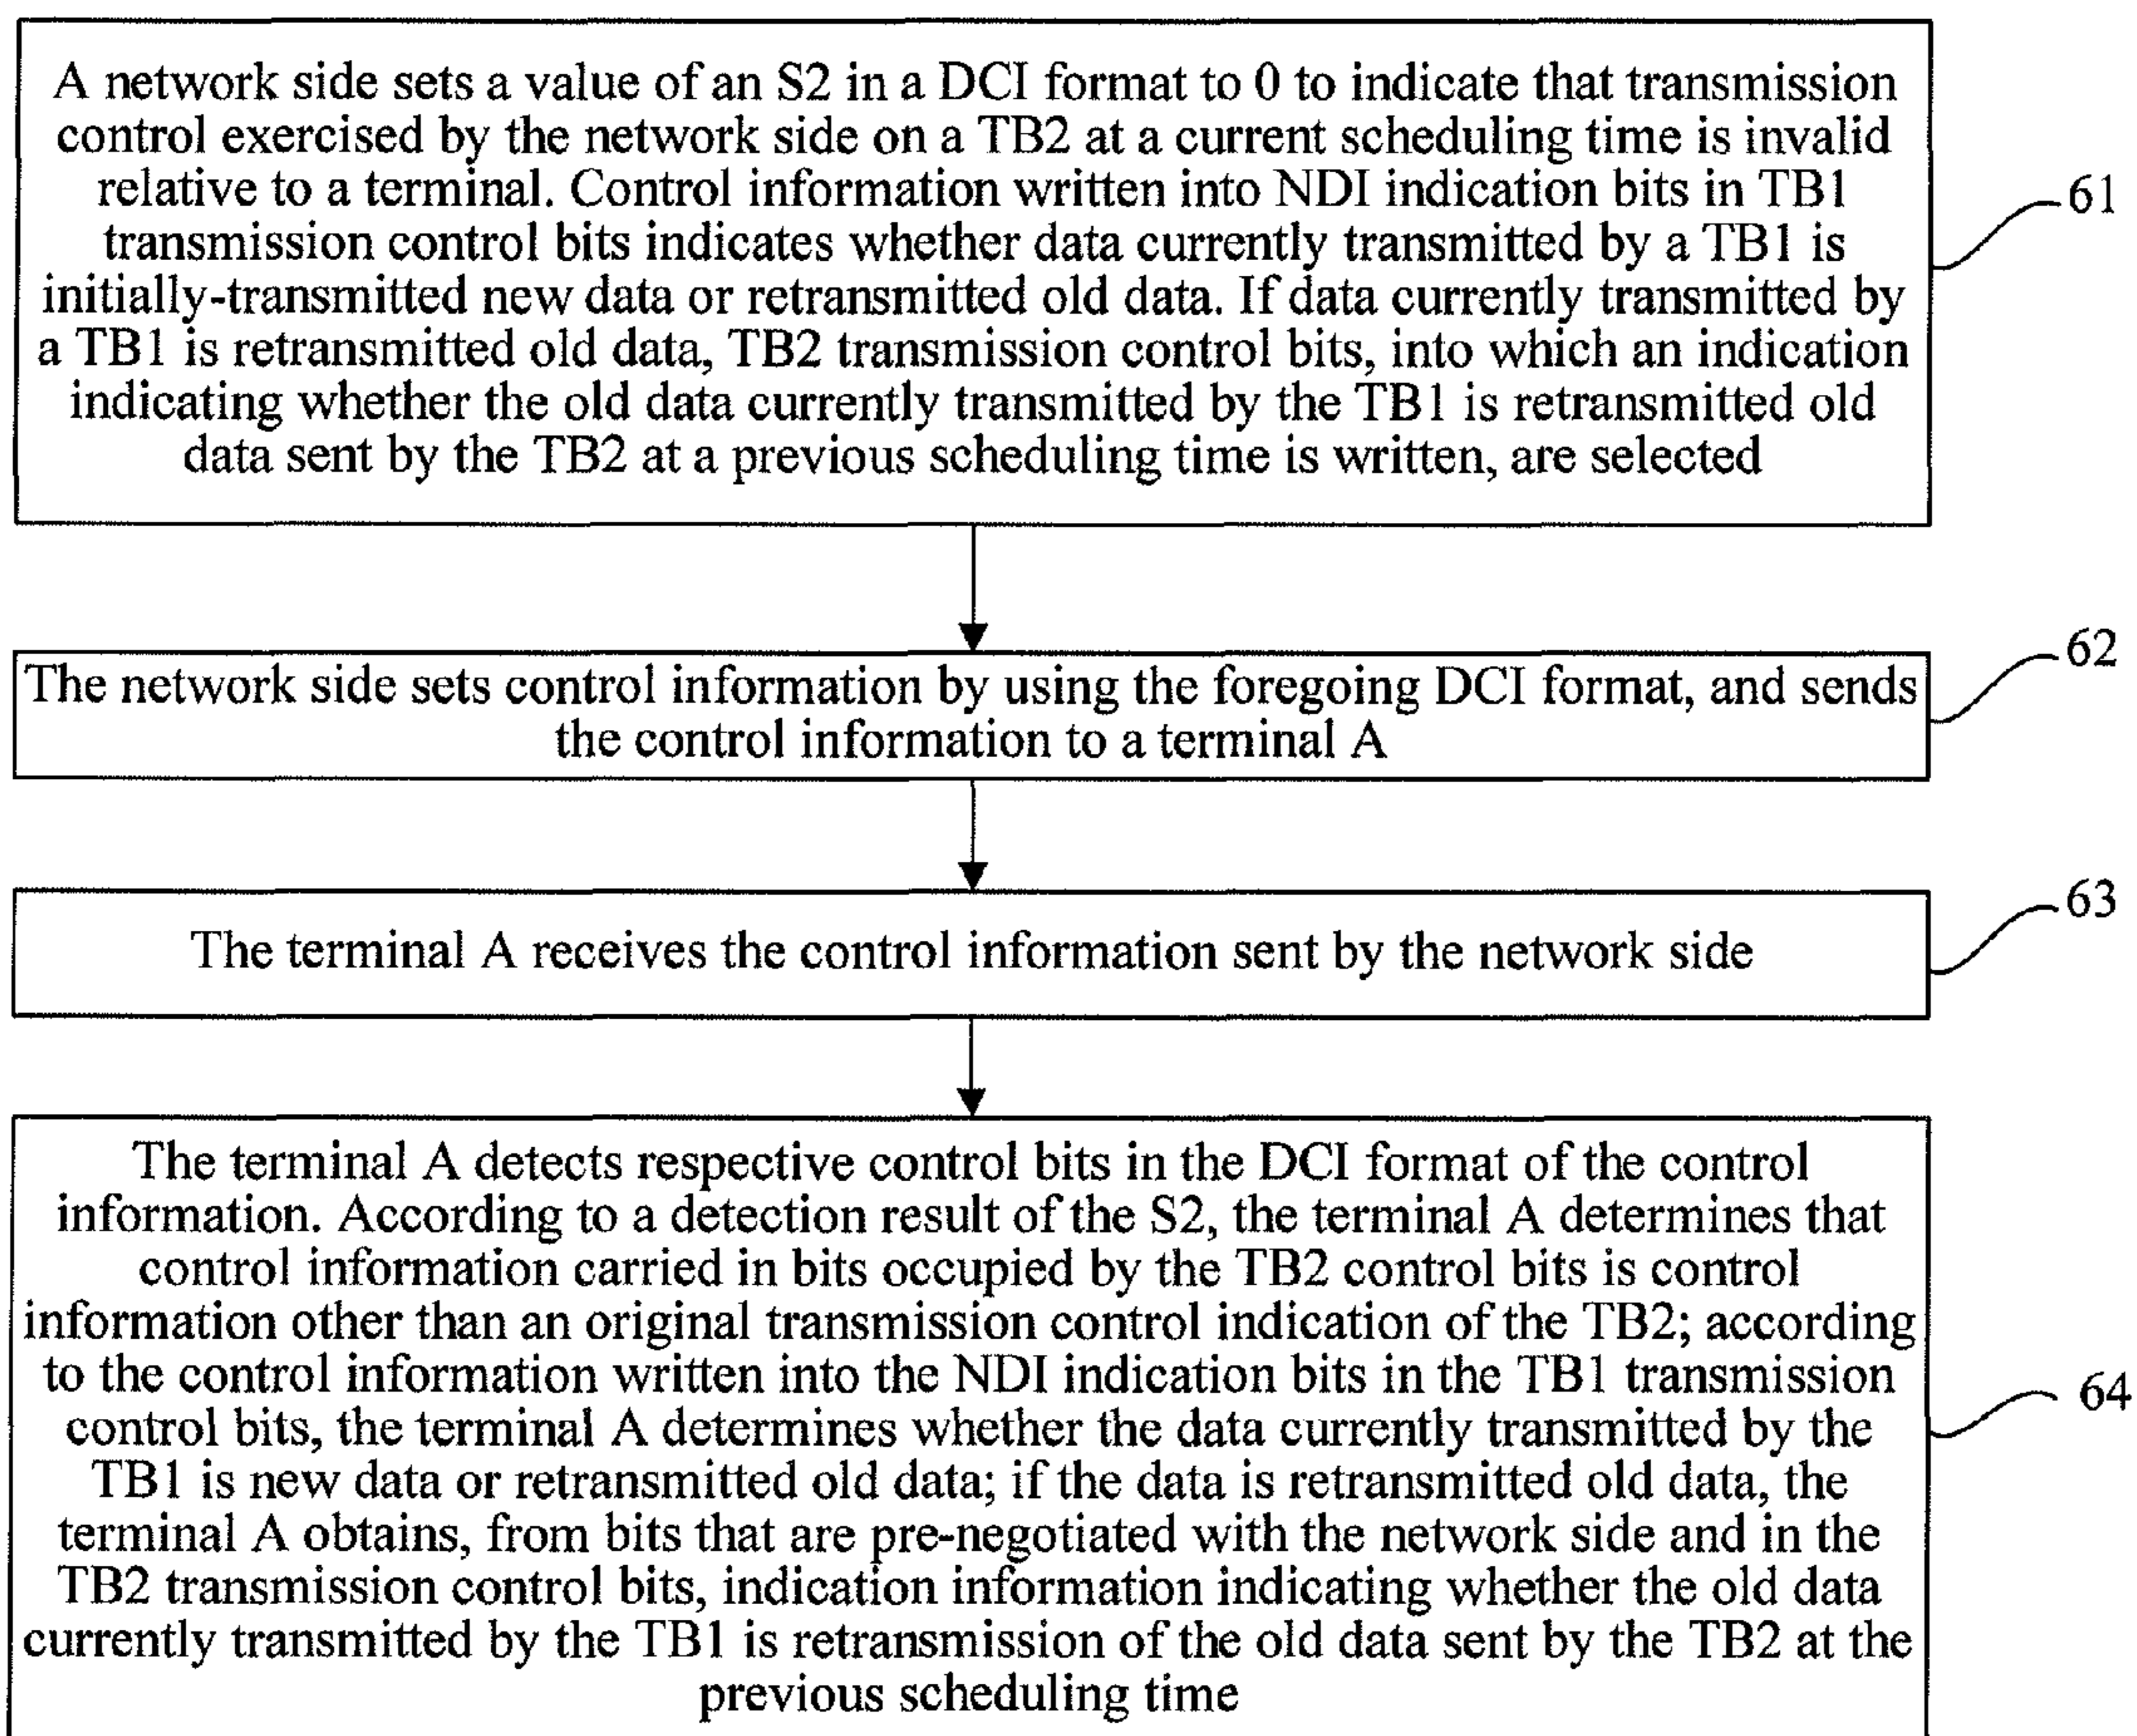 A network side sets a value of an S2 in a DCI format to 0 to indicate that transmission
control exercised by the network side on a TB2 at a current scheduling time is invalid
relative to a terminal. Control information written into NDI indication bits in TB1
transmission control bits indicates whether data currently transmitted by a TB1 is
initially-transmitted new data or retransmitted old data. If data currently transmitted by
a TB1 is retransmitted old data, TB2 transmission control bits, into which an indication
indicating whether the old data currently transmitted by the TB1 is retransmitted old
data sent by the TB2 at a previous scheduling time is written, are selected
61
The network side sets control information by using the foregoing DCI format, and sends
the control information to a terminal A
62
The terminal A receives the control information sent by the network side
63
The terminal A detects respective control bits in the DCI format of the control
information. According to a detection result of the S2, the terminal A determines that
control information carried in bits occupied by the TB2 control bits is control
information other than an original transmission control indication of the TB2; according
to the control information written into the NDI indication bits in the TB1 transmission
control bits, the terminal A determines whether the data currently transmitted by the
TB1 is new data or retransmitted old data; if the data is retransmitted old data, the
terminal A obtains, from bits that are pre-negotiated with the network side and in the
TB2 transmission control bits, indication information indicating whether the old data
currently transmitted by the TB1 is retransmission of the old data sent by the TB2 at the
previous scheduling time
64